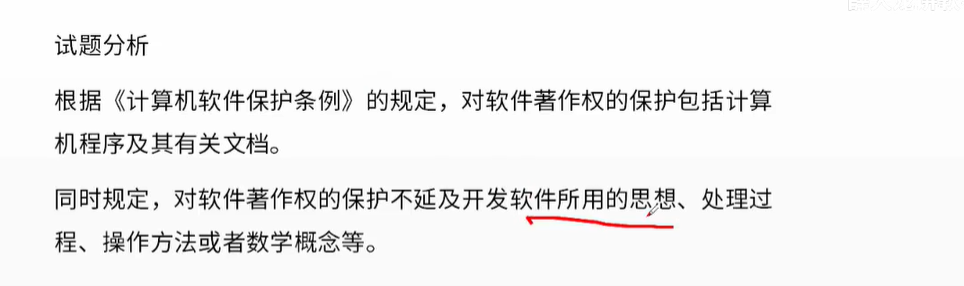 试题分析
根据《计算机软件保护条例》的规定，对软件著作权的保护包括计算
机程序及其有关文档。
同时规定，对软件著作权的保护不延及开发软件所用的思想、处理过
程、操作方法或者数学概念等。